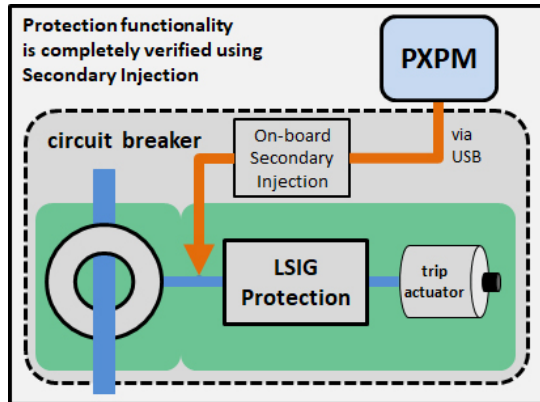 Protection functionality
is completely verified using
Secondary Injection
PXPM
circuit breaker
On-board
Secondary
Injection
via
USB
LSIG
Protection
trip
actuator